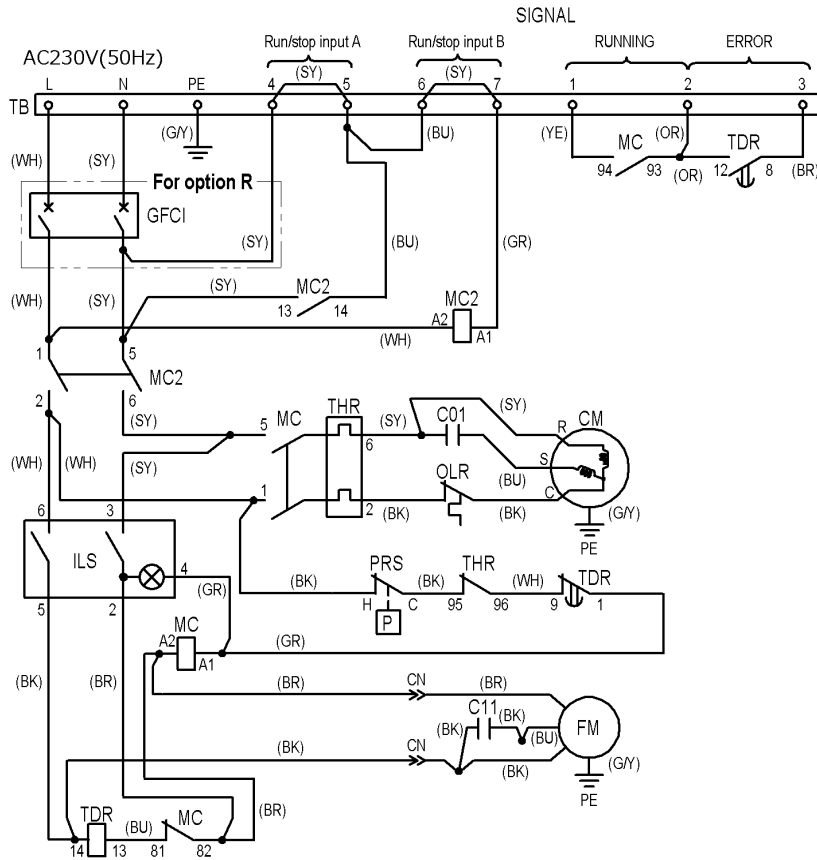 SIGNAL
AC230V(50Hz)
Run/stop input A
Run/stop input B
RUNNING
ERROR
(SY)
(SY)
L
N
PE
4
5
6
7
1
2
3
TB
(G/Y)
(BU)
(YE)
(OR)
MC
TDR
94
93
(OR)
12
8
(BR)
(WH)
(SY)
For option R
GFCI
(SY)
(BU)
(GR)
(WH)
(SY)
(SY)
MC2
13
14
MC2
A2
A1
(WH)
1
5
MC2
2
6
(SY)
5
MC
THR
(SY)
6
C01
(SY)
R
CM
S
(BU)
(WH)
(WH)
(SY)
1
2
(BK)
OLR
(BK)
C
(G/Y)
PE
6
3
ILS
4
(GR)
5
2
(BK)
PRS
H
C
P
(BK)
THR
95
96
(WH)
TDR
9
1
MC
A2
A1
(GR)
(BK)
(BR)
(BR)
CN
(BR)
C11
(BK)
(BK)
(BU)
FM
(BK)
CN
(BK)
(G/Y)
PE
TDR
(BU)
MC
(BR)
14
13
81
82